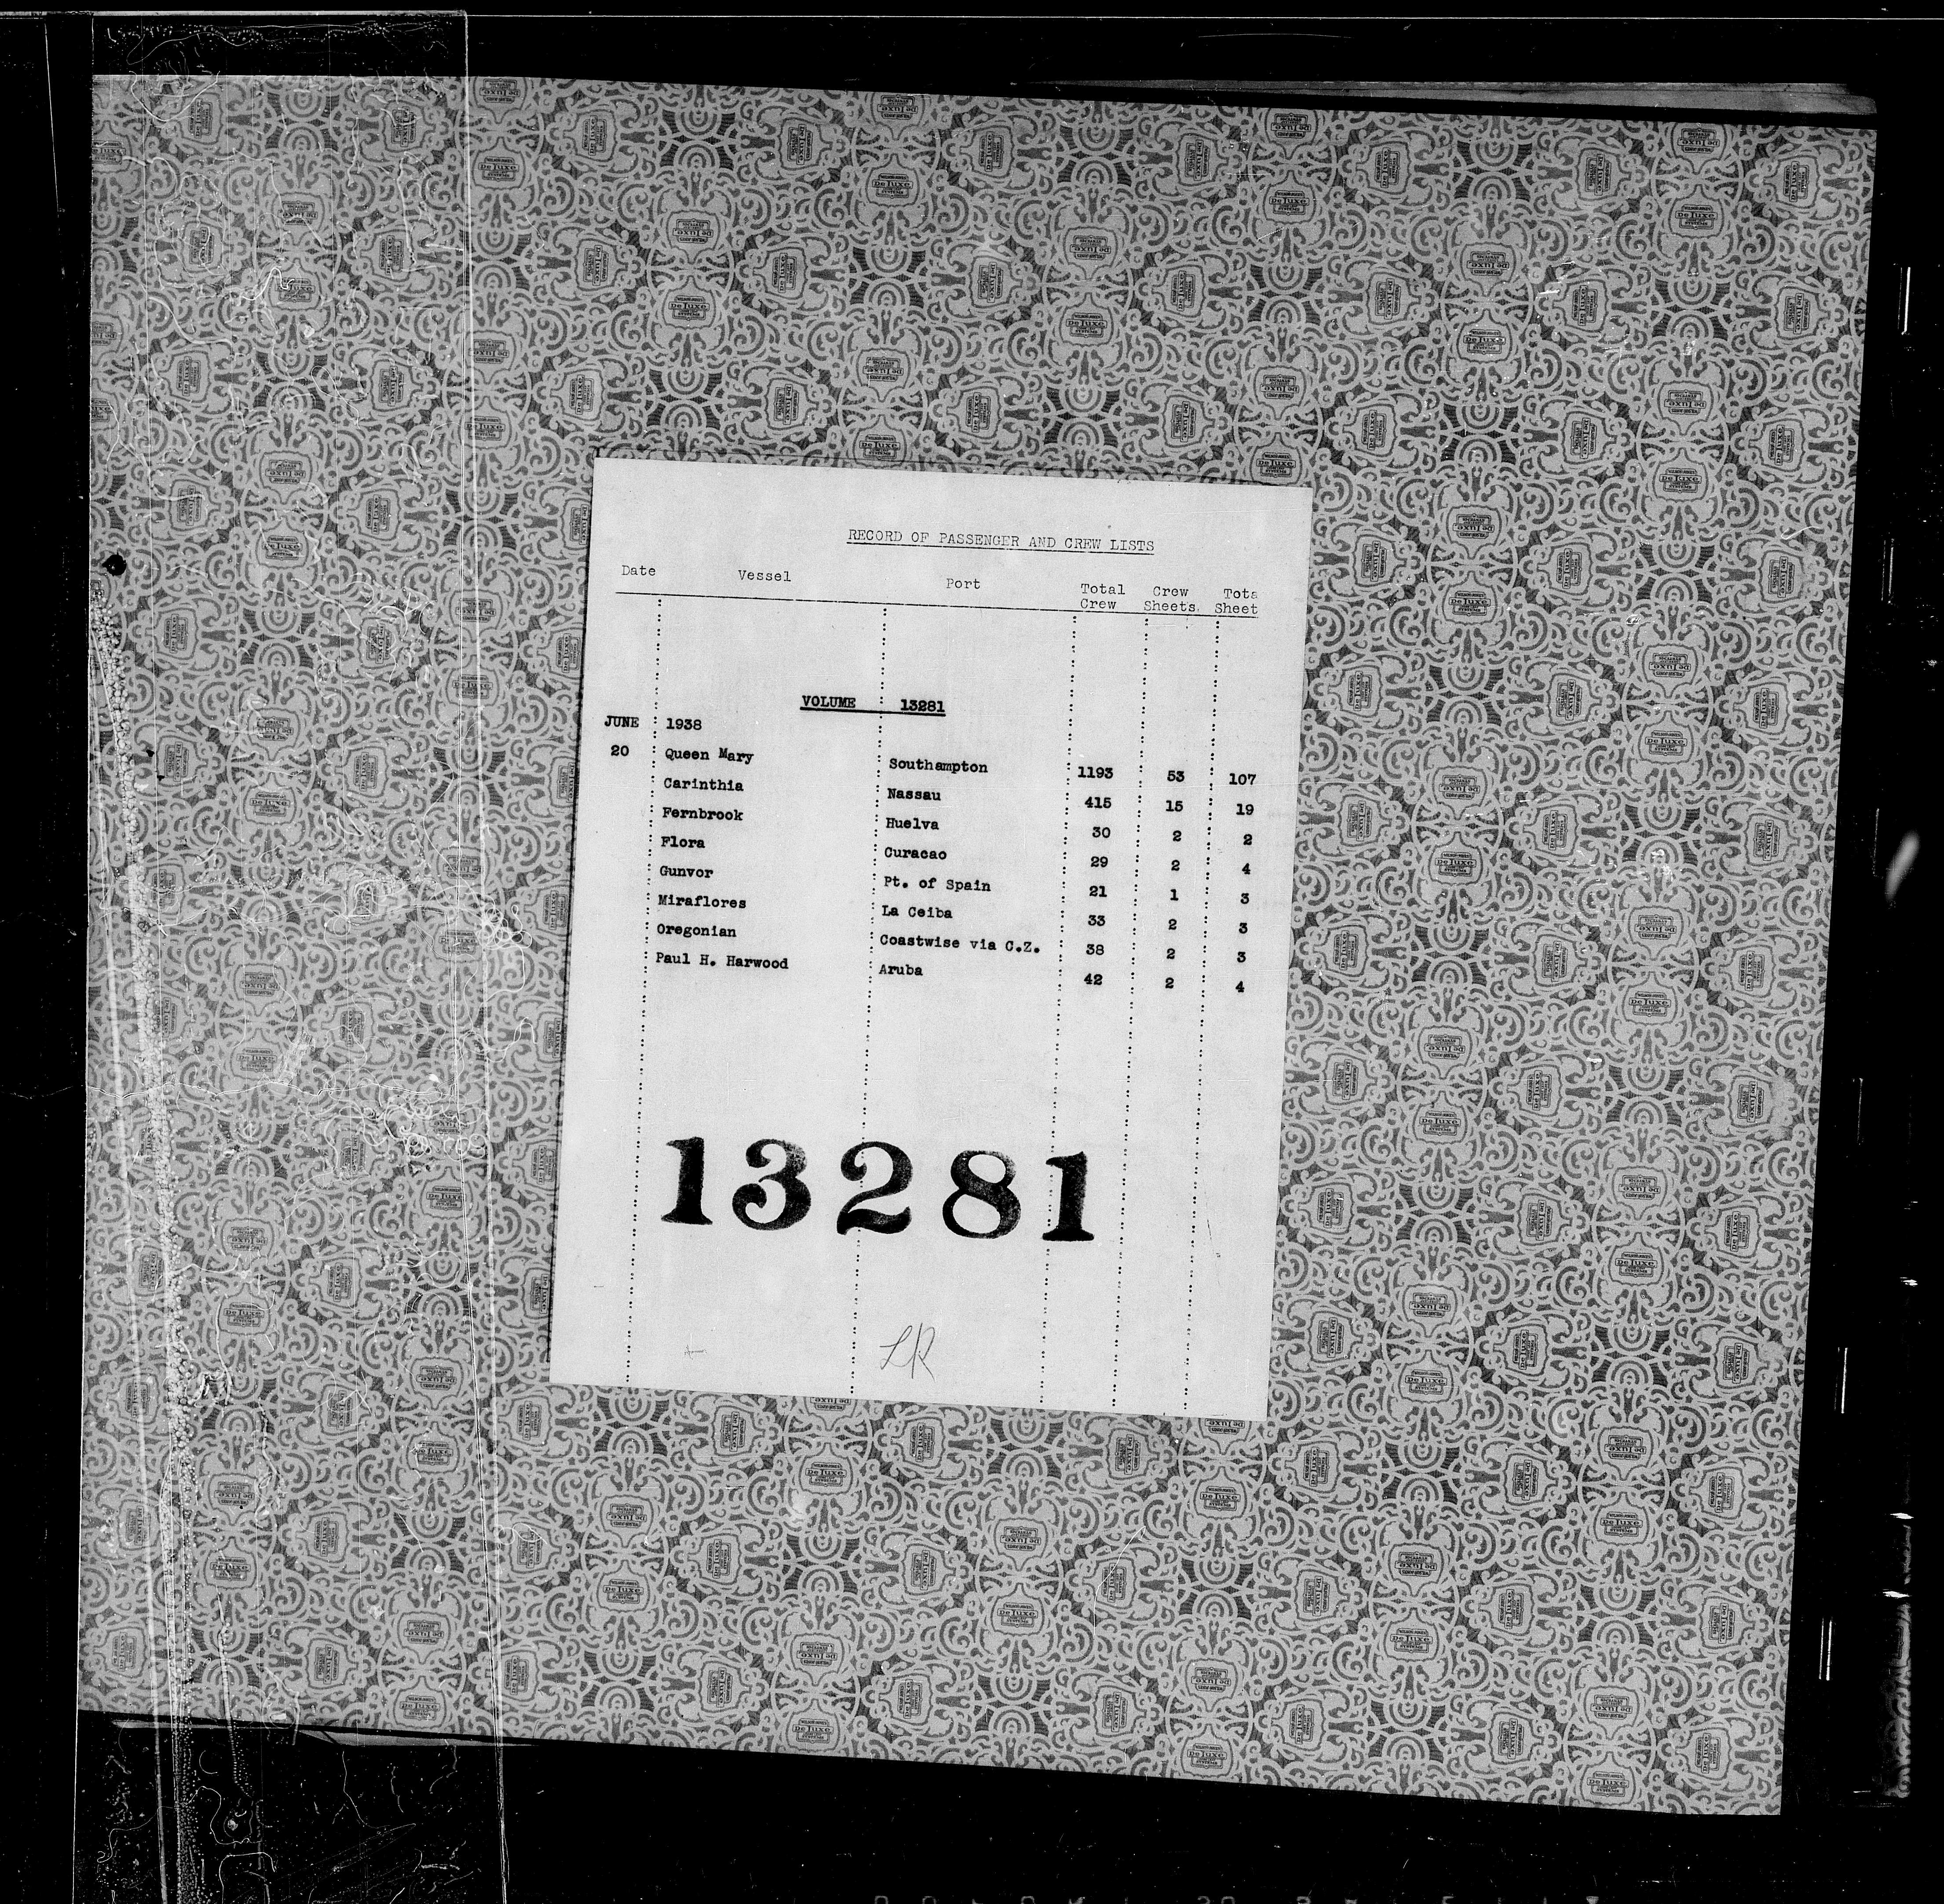 RECORD OF PASSENGER AND CREW LISTS
Date Vessel Port Total Crew Crew Sheets Tota Sheet
VOLUME 13281
JUNE 1938
20 Queen Mary Southampton 1193 53 107
Carinthia Nassau 415 15 19
Fernbrook Huelva 30 2 2
Flora Curacao 29 2 4
Gunvor Pt. of Spain 21 1 3
Miraflores La Ceiba 33 2 3
Oregonian Coastwise via C.Z. 38 2 3
Paul H. Harwood Aruba 42 2 4
13281
LR
De Luxe